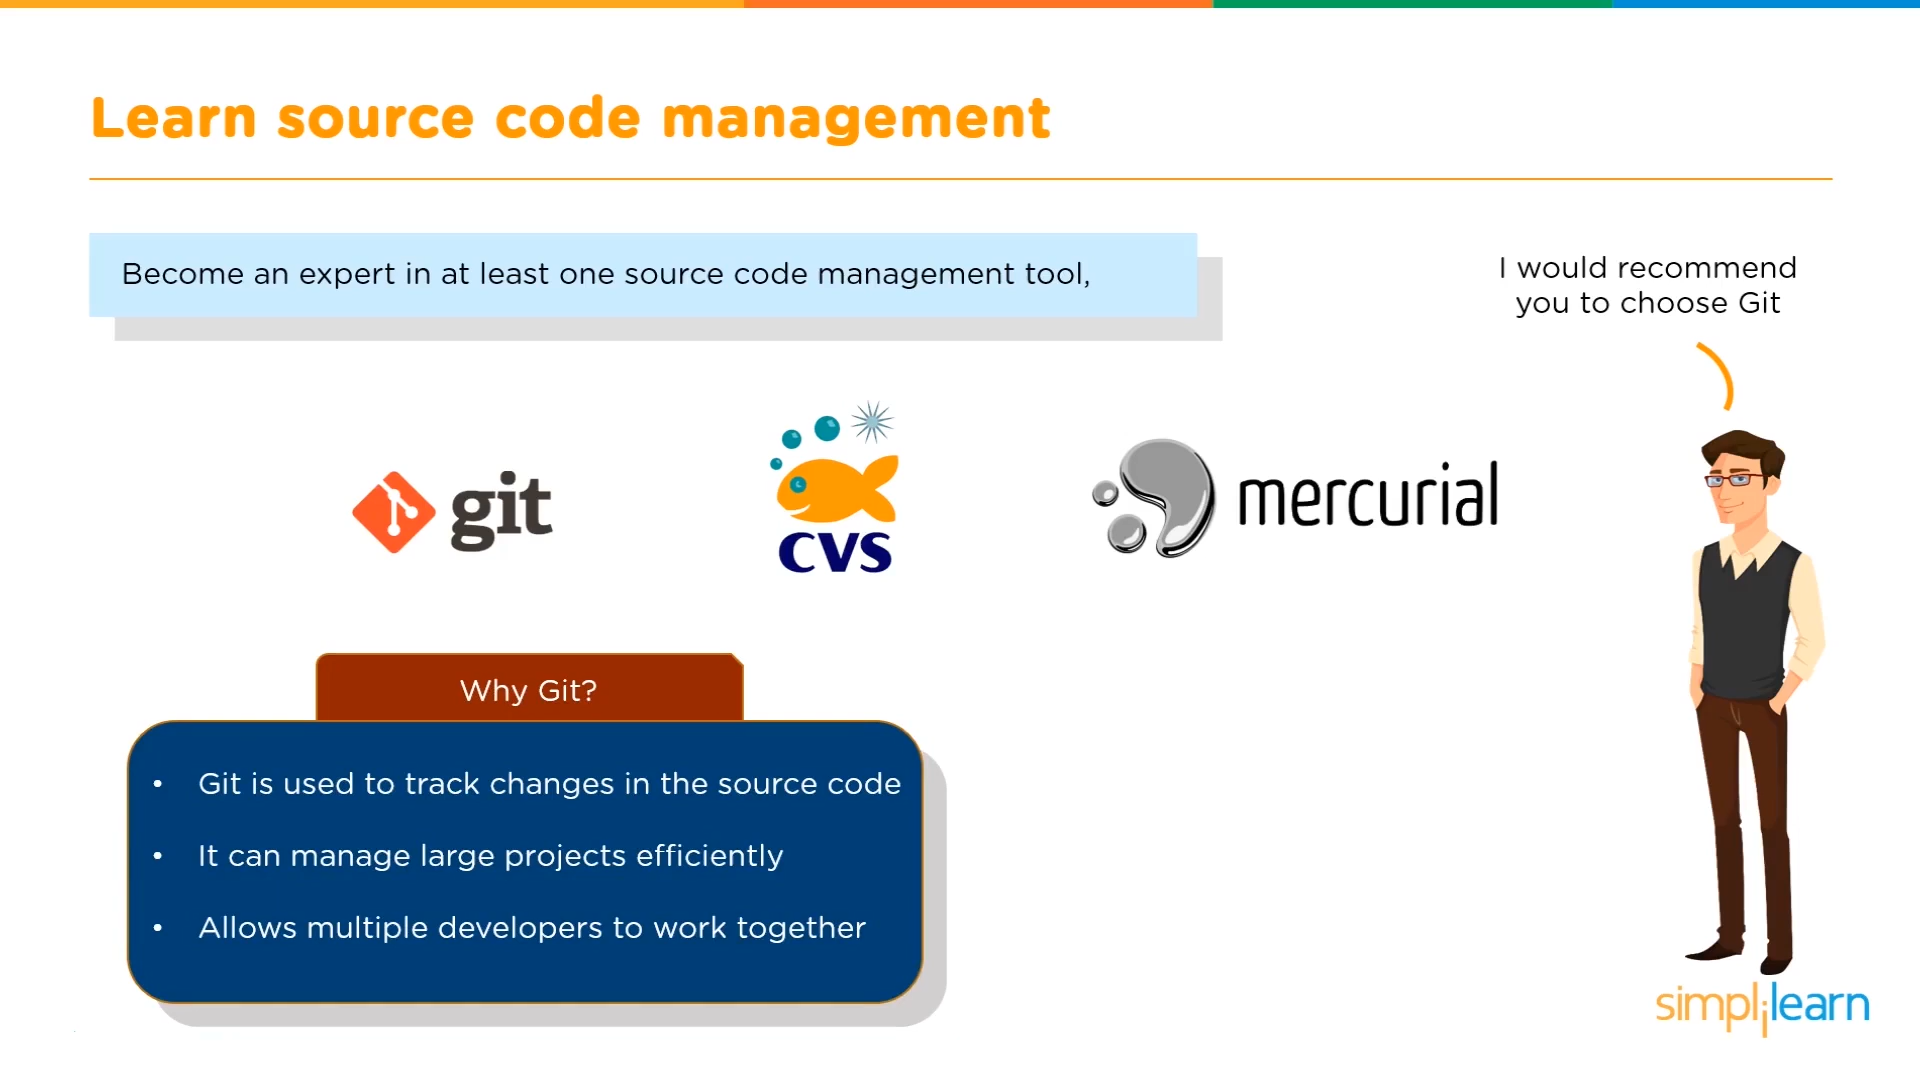 Learn source code management
Become an expert in at least one source code management tool,
I would recommend
you to choose Git
git
CVS
mercurial
Why Git?
• Git is used to track changes in the source code
• It can manage large projects efficiently
• Allows multiple developers to work together
simplilearn